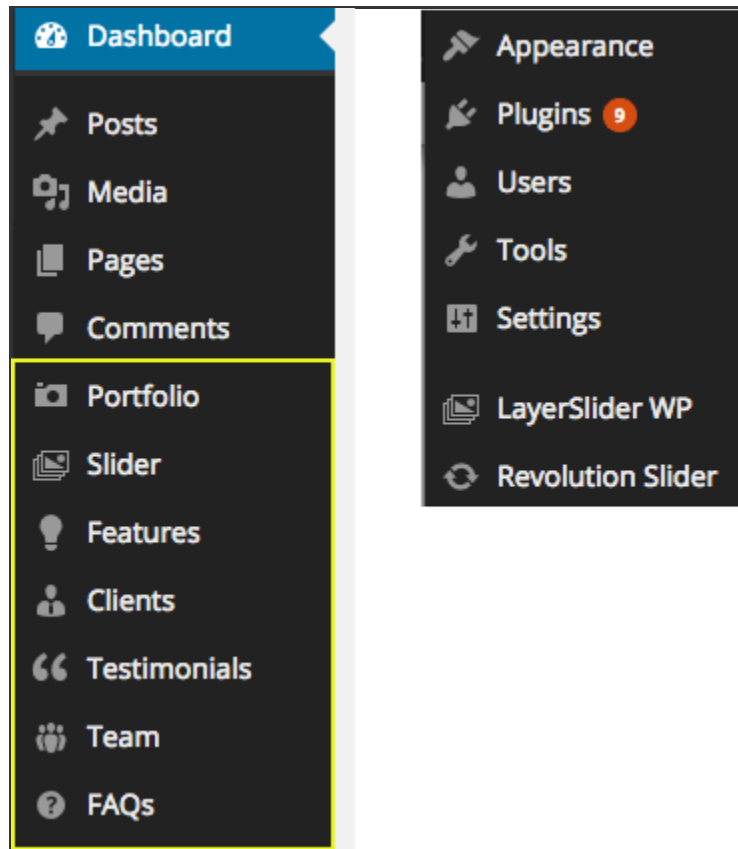 Dashboard
Posts
Media
Pages
Comments
Portfolio
Slider
Features
Clients
Testimonials
Team
FAQs
Appearance
Plugins 9
Users
Tools
Settings
LayerSlider WP
Revolution Slider